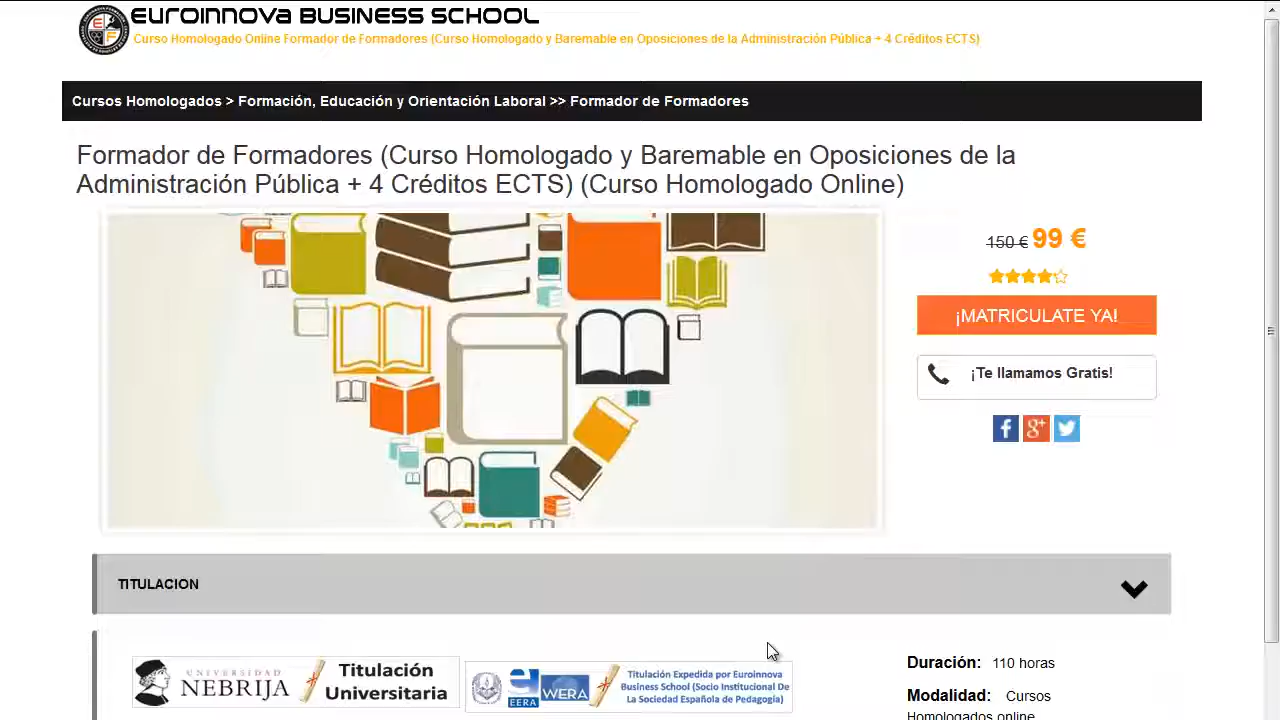 EUROINNOVA BUSINESS SCHOOL
Curso Homologado Online Formador de Formadores (Curso Homologado y Baremable en Oposiciones de la Administración Pública + 4 Créditos ECTS)
Cursos Homologados > Formación, Educación y Orientación Laboral >> Formador de Formadores
Formador de Formadores (Curso Homologado y Baremable en Oposiciones de la
Administración Pública + 4 Créditos ECTS) (Curso Homologado Online)
150 € 99 €
¡MATRICULATE YA!
¡Te llamamos Gratis!
TITULACION
UNIVERSIDAD
NEBRIJA
Titulación
Universitaria
EERA
WERA
Titulación Expedida por Euroinnova
Business School (Socio Institucional De
La Sociedad Española de Pedagogía)
Duración: 110 horas
Modalidad: Cursos
Homologados online